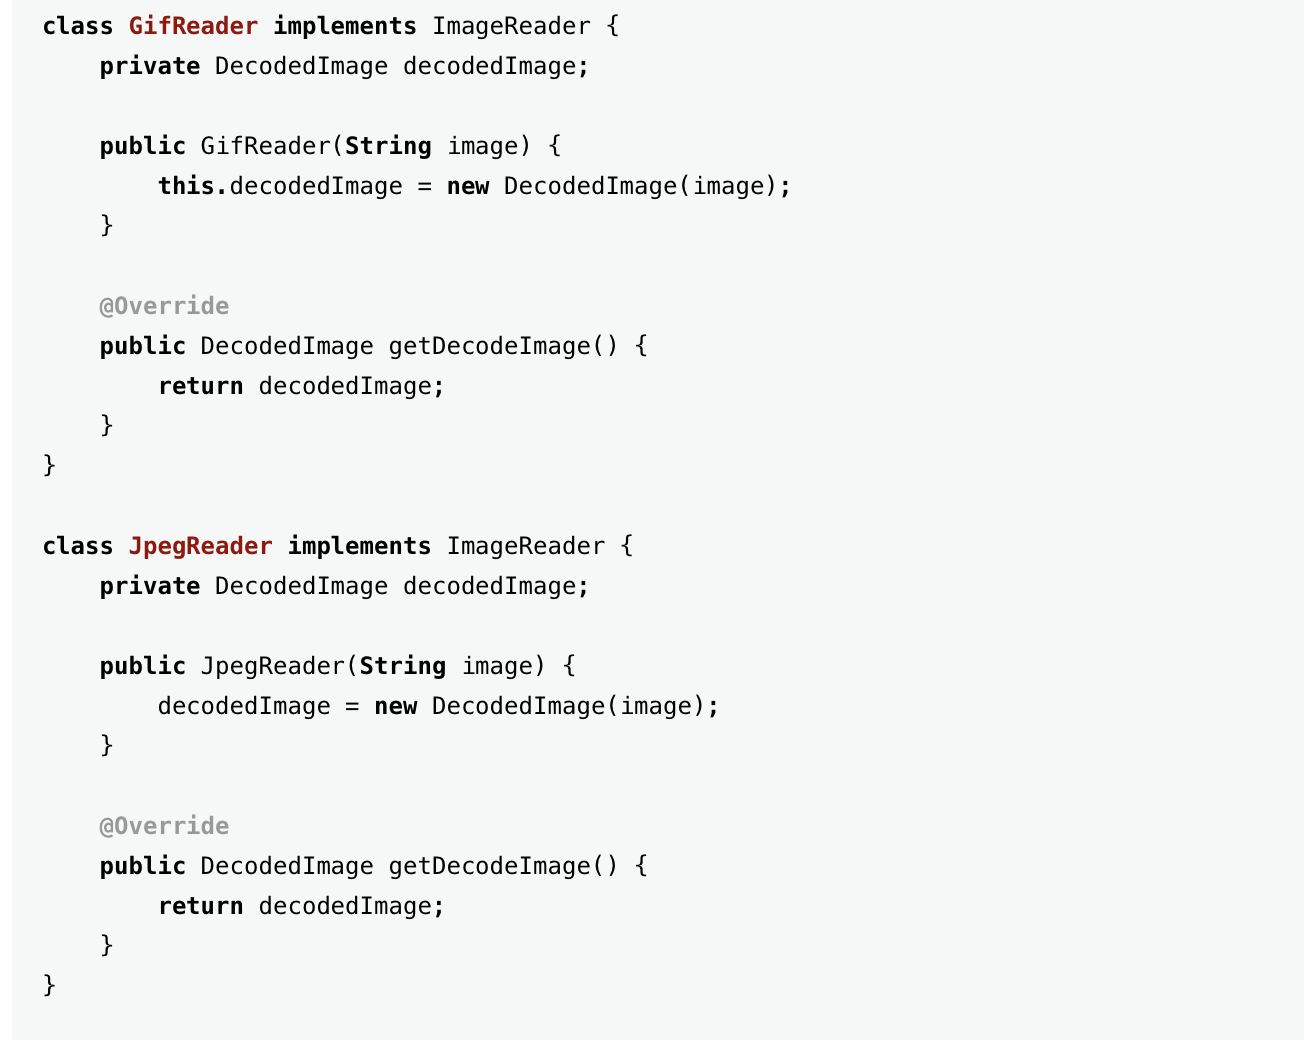 class GifReader implements ImageReader {
    private DecodedImage decodedImage;

    public GifReader(String image) {
        this.decodedImage = new DecodedImage(image);
    }

    @Override
    public DecodedImage getDecodeImage() {
        return decodedImage;
    }
}

class JpegReader implements ImageReader {
    private DecodedImage decodedImage;

    public JpegReader(String image) {
        decodedImage = new DecodedImage(image);
    }

    @Override
    public DecodedImage getDecodeImage() {
        return decodedImage;
    }
}